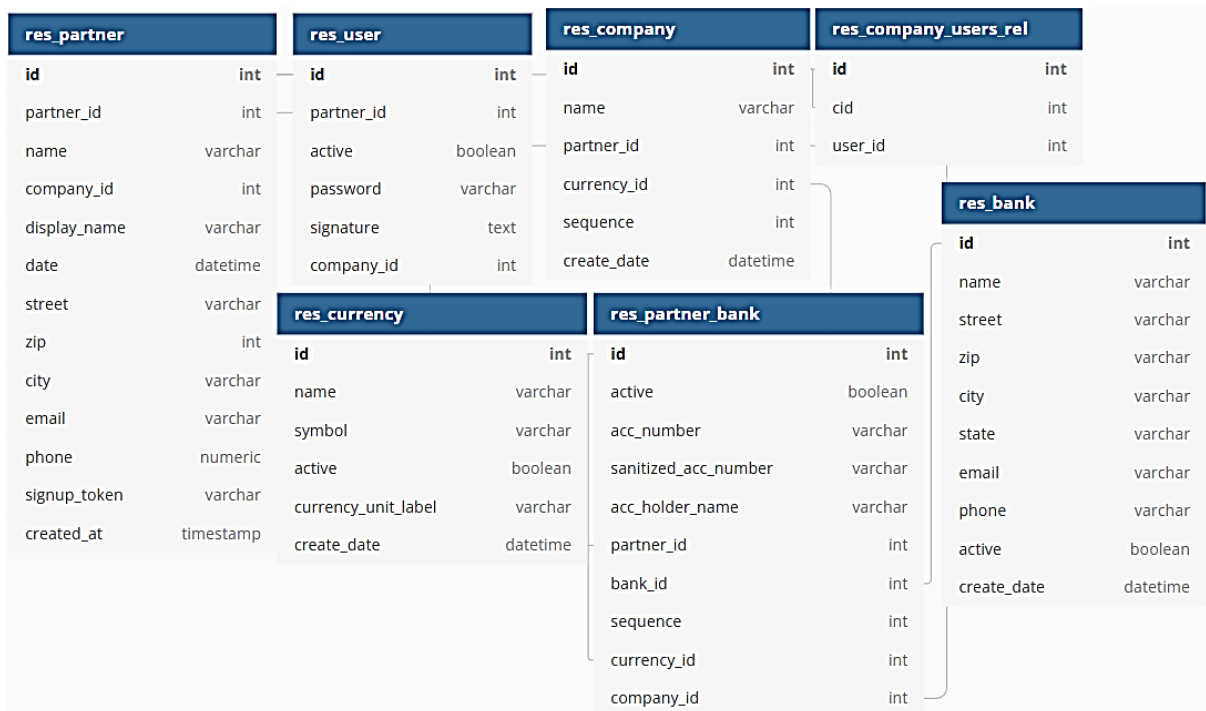 res_partner
id int
partner_id int
name varchar
company_id int
display_name varchar
date datetime
street varchar
zip int
city varchar
email varchar
phone numeric
signup_token varchar
created_at timestamp
res_user
id int
partner_id int
active boolean
password varchar
signature text
company_id int
res_company
id int
name varchar
partner_id int
currency_id int
sequence int
create_date datetime
res_company_users_rel
id int
cid int
user_id int
res_currency
id int
name varchar
symbol varchar
active boolean
currency_unit_label varchar
create_date datetime
res_partner_bank
id int
active boolean
acc_number varchar
sanitized_acc_number varchar
acc_holder_name varchar
partner_id int
bank_id int
sequence int
currency_id int
company_id int
res_bank
id int
name varchar
street varchar
zip varchar
city varchar
state varchar
email varchar
phone varchar
active boolean
create_date datetime